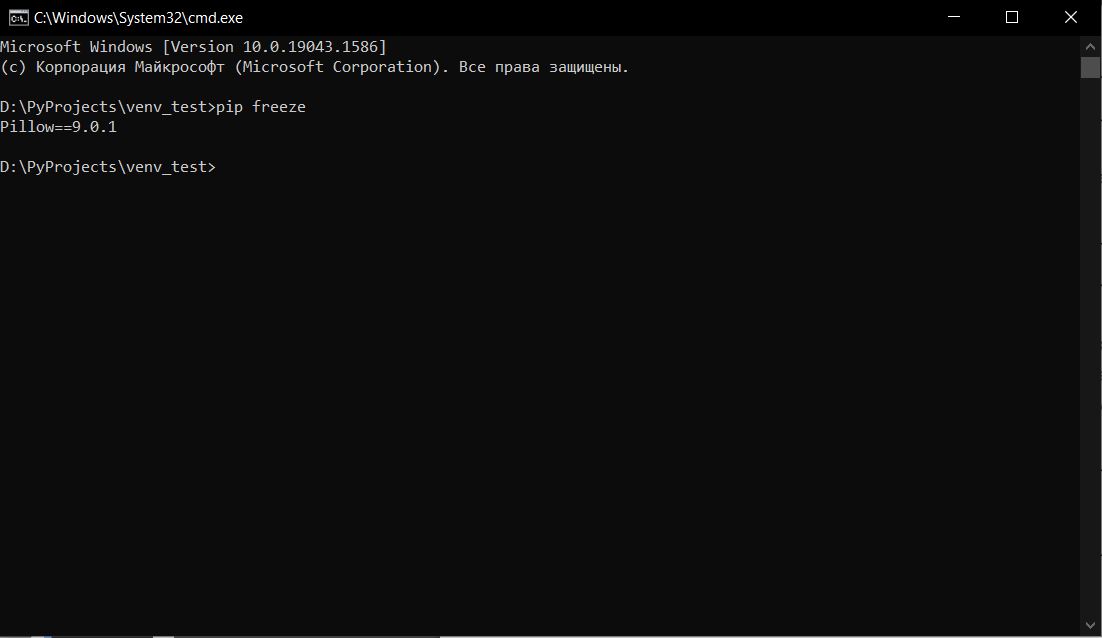 C:\Windows\System32\cmd.exe
Microsoft Windows [Version 10.0.19043.1586]
(c) Корпорация Майкрософт (Microsoft Corporation). Все права защищены.
D:\PyProjects\venv_test>pip freeze
Pillow==9.0.1
D:\PyProjects\venv_test>